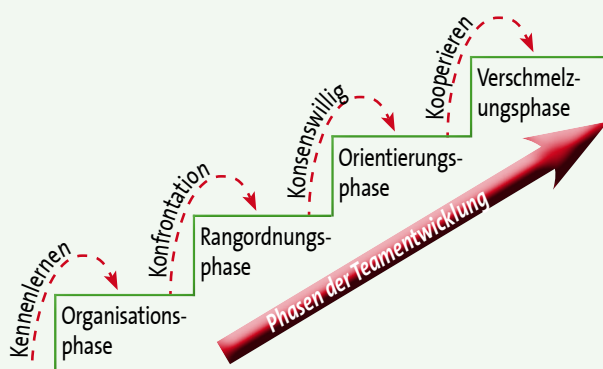 Kooperieren
Verschmelz-
ungsphase
Konsenswillig
Orientierungs-
phase
Konfrontation
Rangordnungs-
phase
Kennenlernen
Organisations-
phase
Phasen der Teamentwicklung